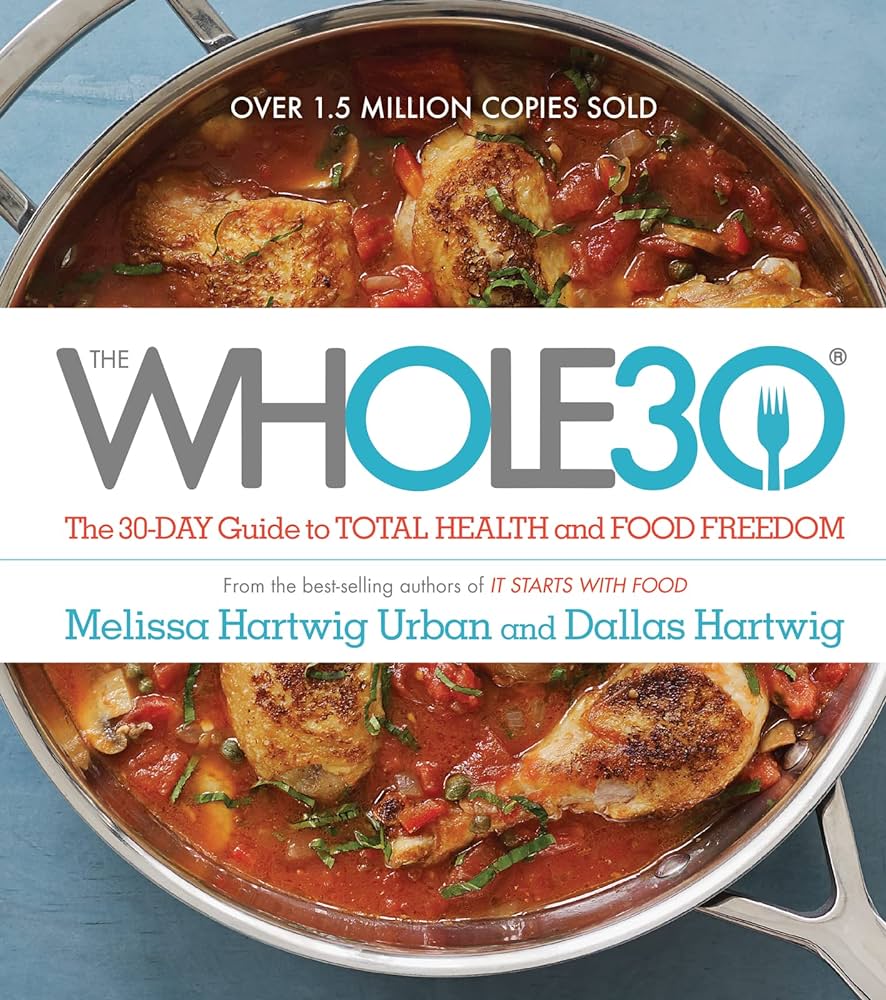 OVER 1.5 MILLION COPIES SOLD
THE
WHOLE30®
The 30-DAY Guide to TOTAL HEALTH and FOOD FREEDOM
From the best-selling authors of IT STARTS WITH FOOD
Melissa Hartwig Urban and Dallas Hartwig